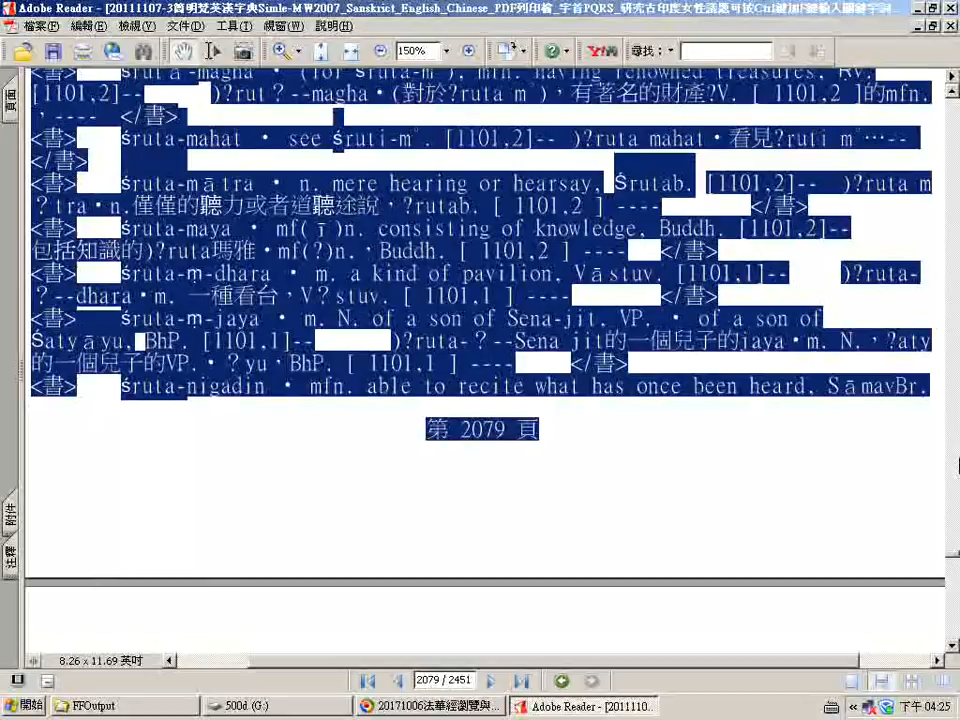 Adobe Reader - [20111107-3簡明梵英漢字典Simle-MW2007_Sanskrict_English_Chinese_PDF列印檔_字首PQRS_研究古印度女性議題可按Ctrl鍵加F鍵輸入關鍵字詞
檔案(F) 編輯(E) 檢視(V) 文件(D) 工具(T) 視窗(W) 說明(H)
150% 尋找：
頁面
<書> śrutā-magha • (for śruta-m°), mfn. having renowned treasures, RV.
[1101,2]-- )?rut？--magha•(對於?ruta m°)，有著名的財產?V. [ 1101,2 ]的mfn.
，---- </書>
<書> śruta-mahat • see śruti-m°. [1101,2]-- )?ruta mahat•看見?ruti m°…--
</書>
<書> śruta-mātra • n. mere hearing or hearsay, Śrutab. [1101,2]-- )?ruta m
？tra•n.僅僅的聽力或者道聽途說，?rutab. [ 1101,2 ] ---- </書>
<書> śruta-maya • mf(ī)n. consisting of knowledge, Buddh. [1101,2]--
包括知識的)?ruta瑪雅•mf(?)n.，Buddh. [ 1101,2 ] ---- </書>
<書> śruta-ṃ-dhara • m. a kind of pavilion, Vāstuv. [1101,1]-- )?ruta-
？--dhara•m. 一種看台，V？stuv. [ 1101,1 ] ---- </書>
<書> śruta-ṃ-jaya • m. N. of a son of Sena-jit, VP. • of a son of
Satyāyu, BhP. [1101,1]-- )?ruta-？--Sena jit的一個兒子的jaya•m. N.，?aty
的一個兒子的VP.•？yu，BhP. [ 1101,1 ] ---- </書>
<書> śruta-nigadin • mfn. able to recite what has once been heard, SāmavBr.
第 2079 頁
附件
注釋
8.26 x 11.69 英吋
2079 / 2451
開始 FFOutput 500d (G:) 20171006法華經瀏覽與... Adobe Reader - [2011110... « 下午 04:25